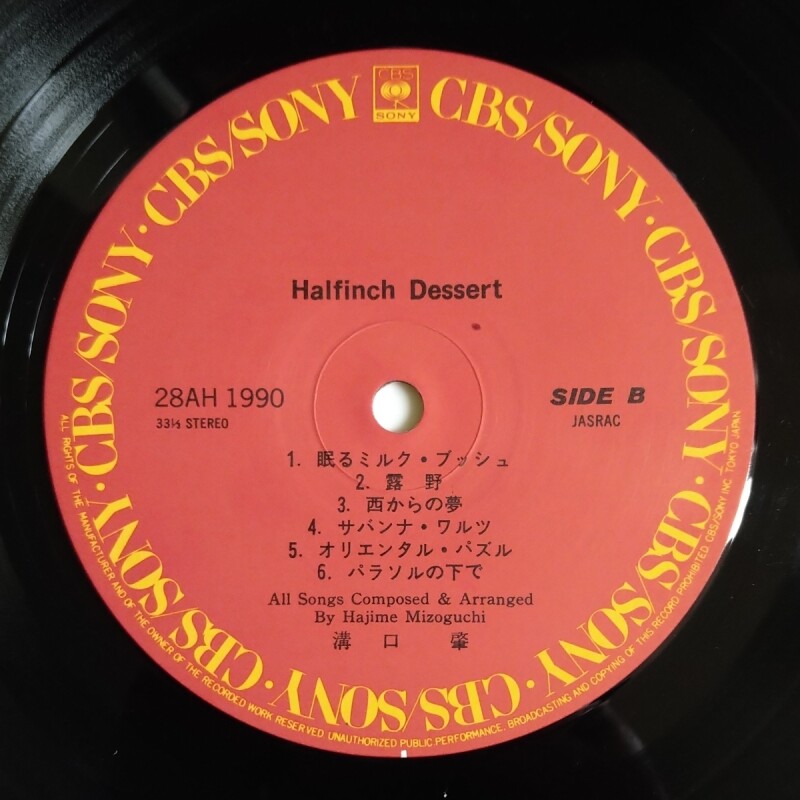 CBS
SONY
CBS/SONY · CBS/SONY · CBS/SONY · CBS/SONY · CBS/SONY · CBS/SONY · CBS/SONY · CBS/SONY · CBS/SONY · CBS/SONY
Halfinch Dessert
28AH 1990
33⅓ STEREO
SIDE B
JASRAC
1. 眠るミルク・ブッシュ
2. 露 野
3. 西からの夢
4. サバンナ・ワルツ
5. オリエンタル・パズル
6. パラソルの下で
All Songs Composed & Arranged
By Hajime Mizoguchi
溝 口 肇
ALL RIGHTS OF THE MANUFACTURER AND OF THE OWNER OF THE RECORDED WORK RESERVED UNAUTHORIZED PUBLIC PERFORMANCE. BROADCASTING AND COPYING OF THIS RECORD PROHIBITED CBS/SONY INC. TOKYO JAPAN